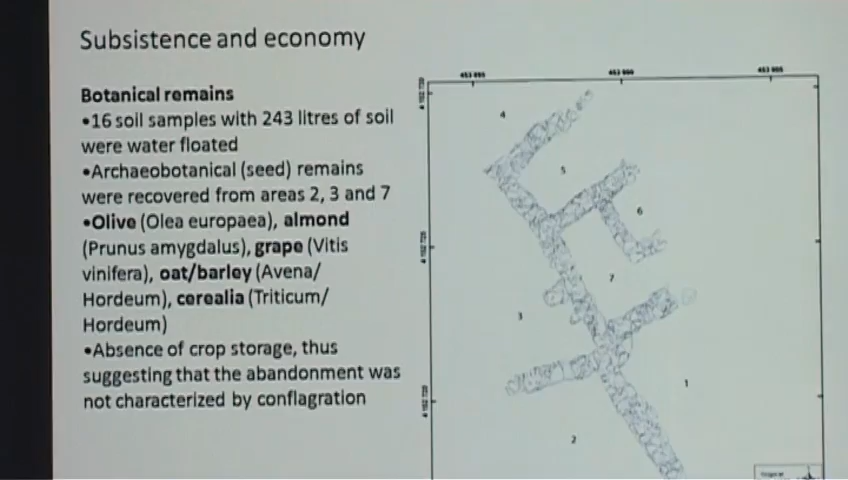 Subsistence and economy
Botanical remains
•16 soil samples with 243 litres of soil
were water floated
•Archaeobotanical (seed) remains
were recovered from areas 2, 3 and 7
•Olive (Olea europaea), almond
(Prunus amygdalus), grape (Vitis
vinifera), oat/barley (Avena/
Hordeum), cerealia (Triticum/
Hordeum)
•Absence of crop storage, thus
suggesting that the abandonment was
not characterized by conflagration
4
5
6
7
3
1
2